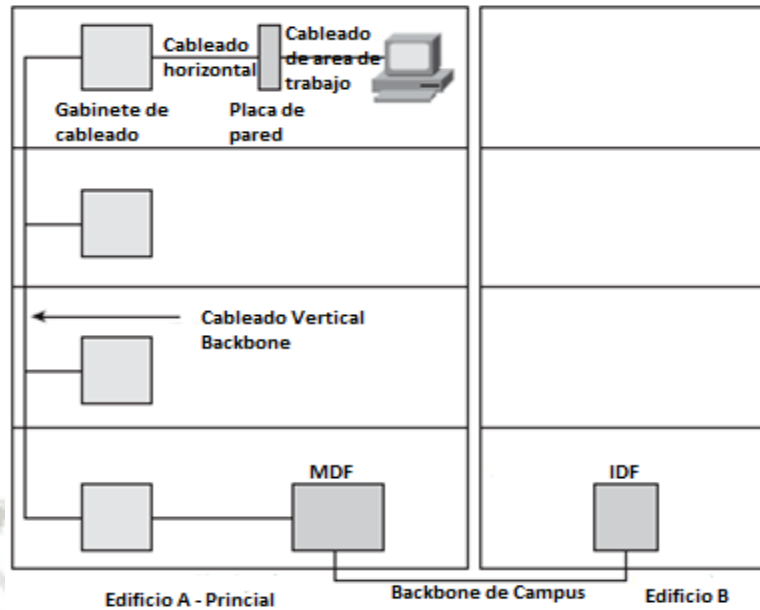 Cableado
horizontal
Cableado
de area de
trabajo
Gabinete de
cableado
Placa de
pared
Cableado Vertical
Backbone
MDF
IDF
Backbone de Campus
Edificio A - Princial
Edificio B